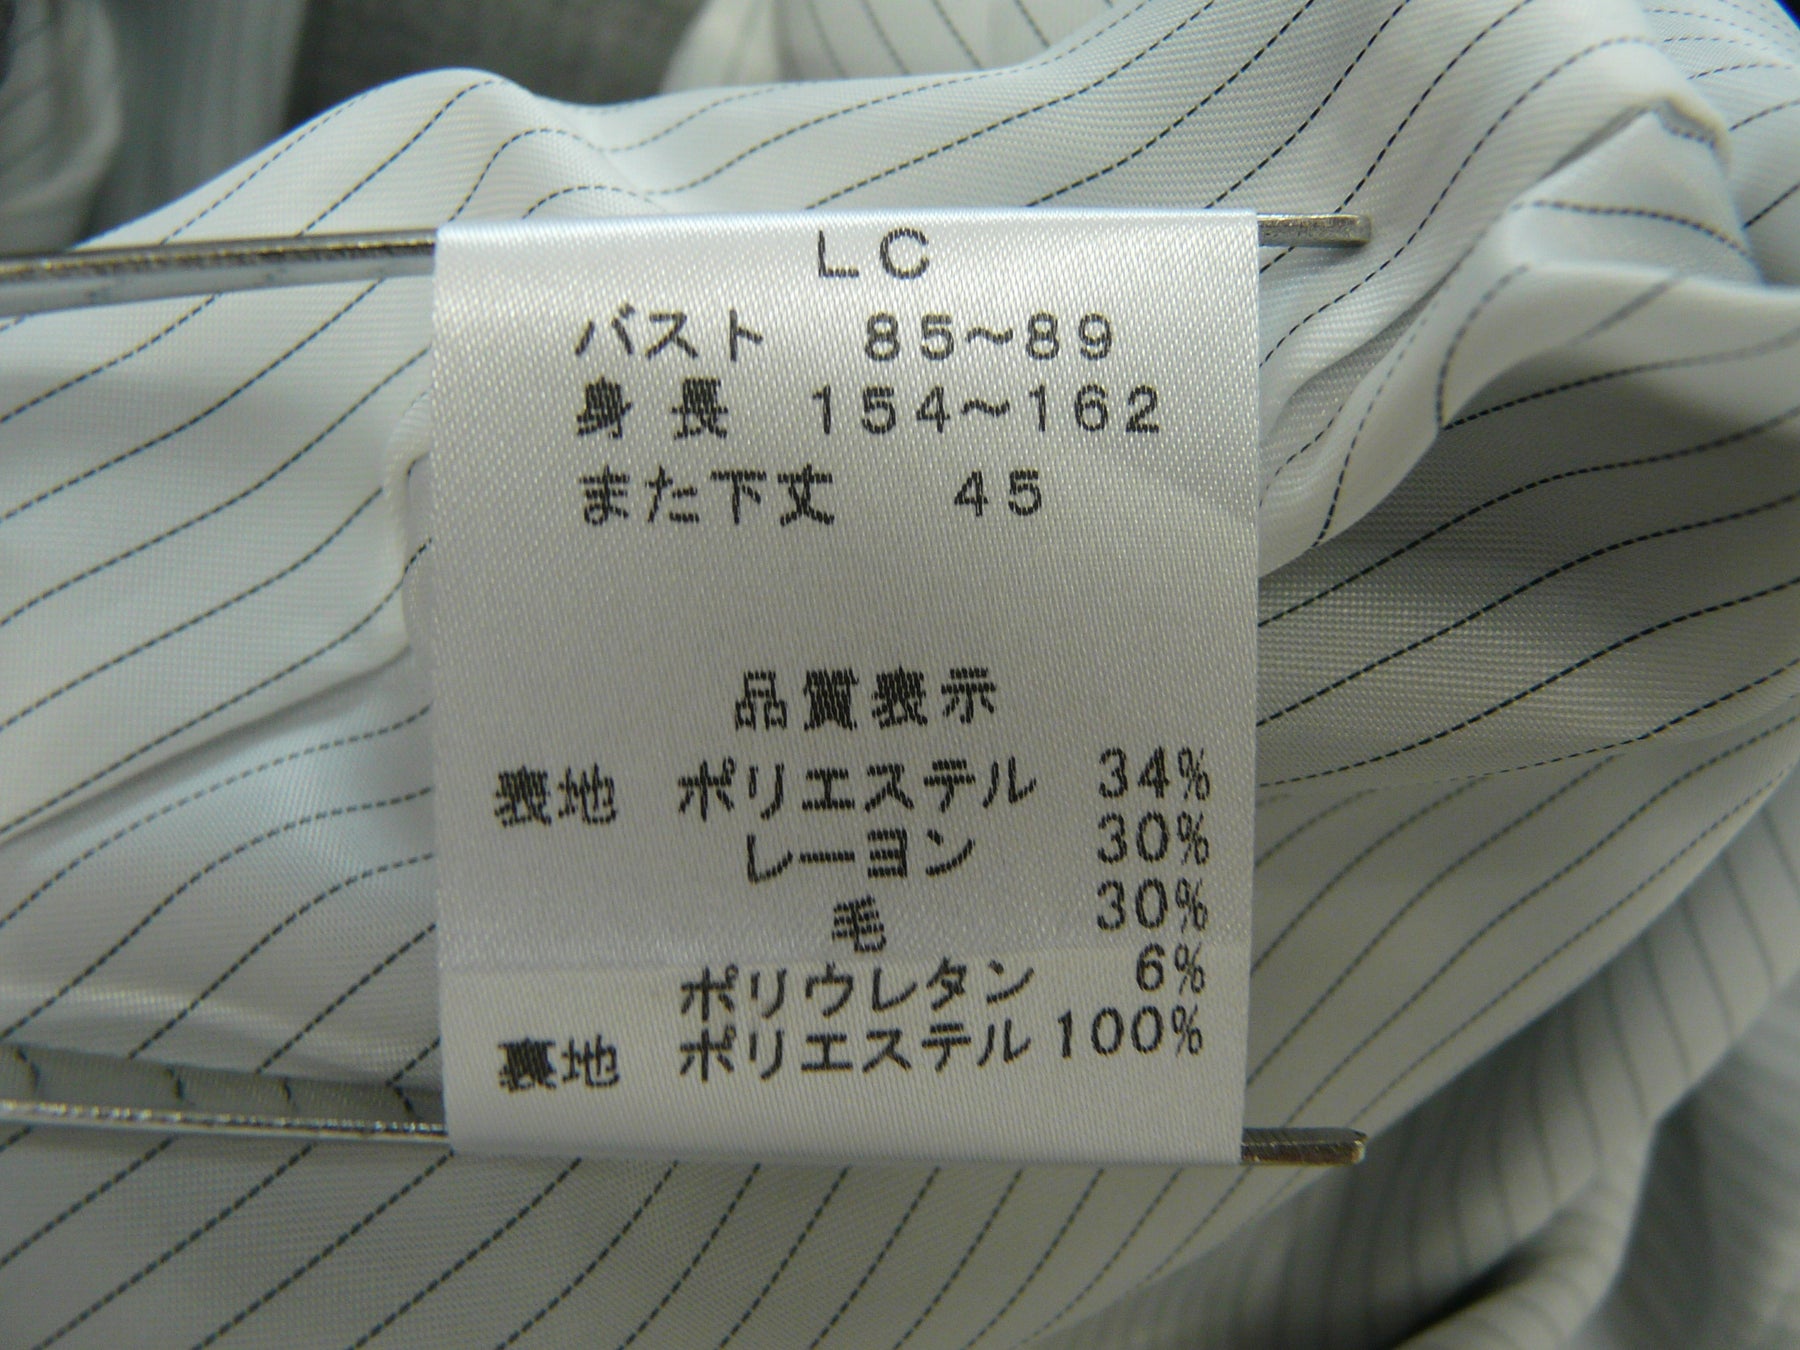 LC
バスト 85～89
身長 154～162
また下丈 45
品質表示
表地 ポリエステル 34%
レーヨン 30%
毛 30%
ポリウレタン 6%
裏地 ポリエステル 100%